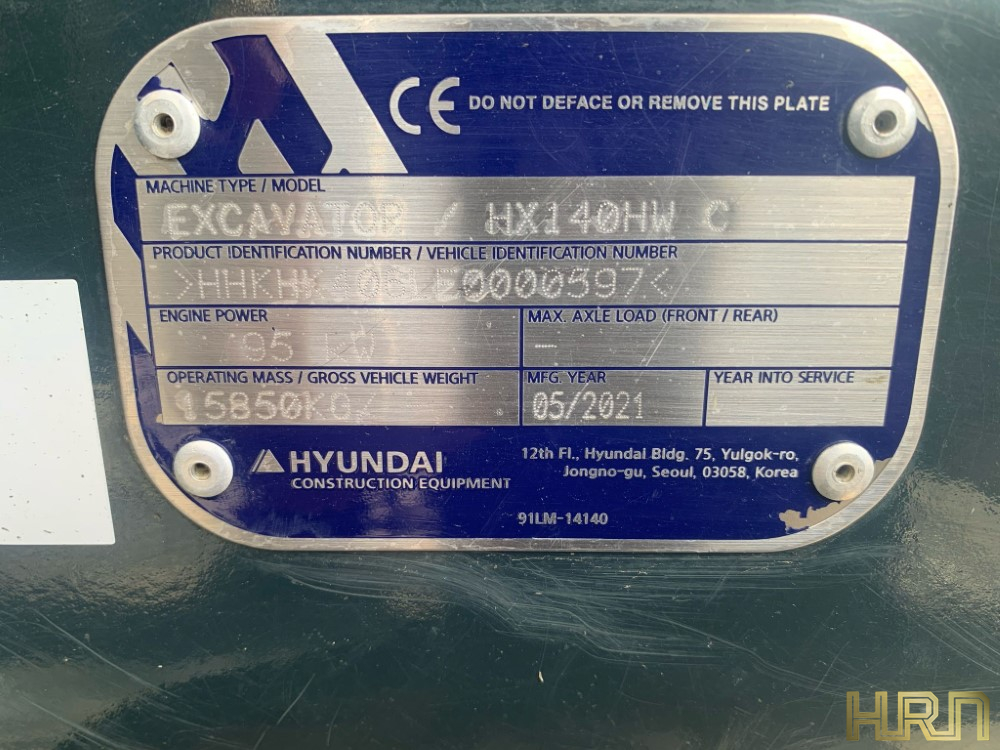 CE DO NOT DEFACE OR REMOVE THIS PLATE
MACHINE TYPE / MODEL
EXCAVATOR / HX140HW C
PRODUCT IDENTIFICATION NUMBER / VEHICLE IDENTIFICATION NUMBER
ENGINE POWER
95 KW
MAX. AXLE LOAD (FRONT / REAR)
-
OPERATING MASS / GROSS VEHICLE WEIGHT
15850KG/
MFG. YEAR
05/2021
YEAR INTO SERVICE
HYUNDAI
CONSTRUCTION EQUIPMENT
12th Fl., Hyundai Bldg. 75, Yulgok-ro,
Jongno-gu, Seoul, 03058, Korea
91LM-14140
HRN